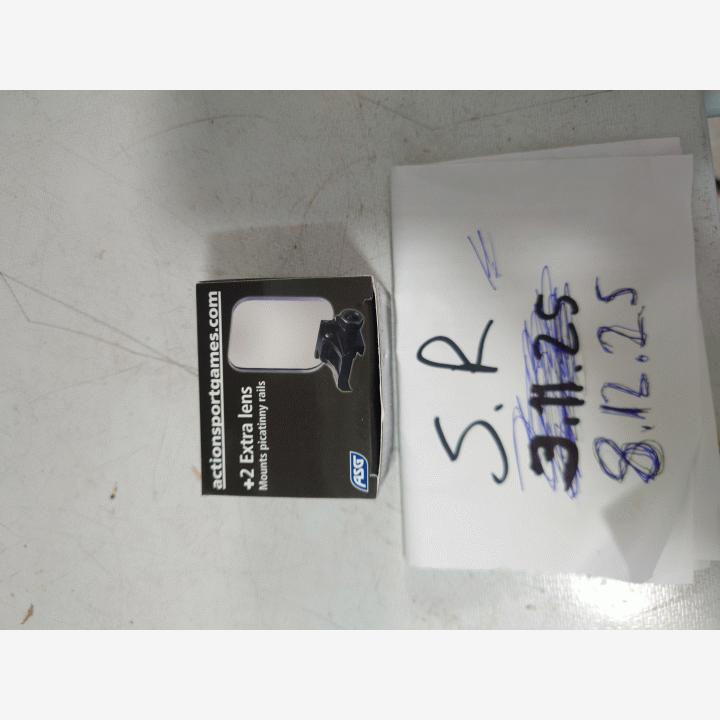 actionsportgames.com
+2 Extra lens
Mounts picatinny rails
ASG
S.R
3.11.25
8.12.25